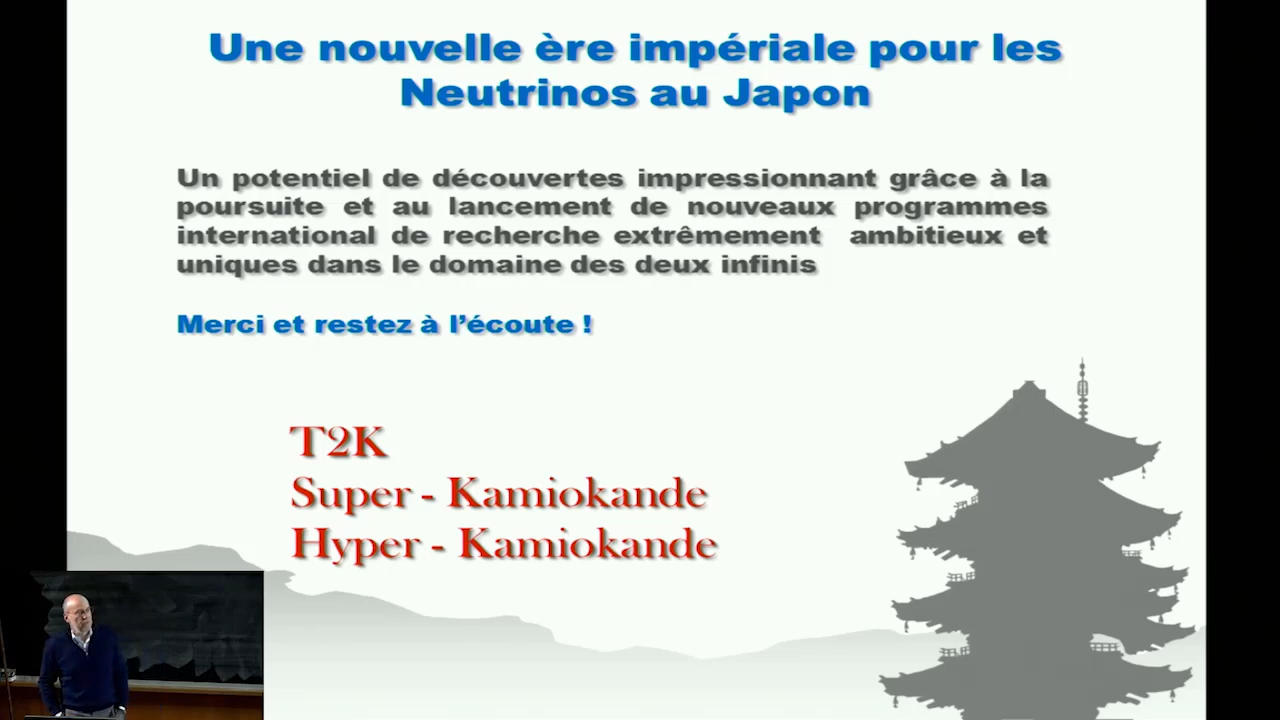 Une nouvelle ère impériale pour les
Neutrinos au Japon
Un potentiel de découvertes impressionnant grâce à la
poursuite et au lancement de nouveaux programmes
international de recherche extrêmement ambitieux et
uniques dans le domaine des deux infinis
Merci et restez à l’écoute !
T2K
Super - Kamiokande
Hyper - Kamiokande